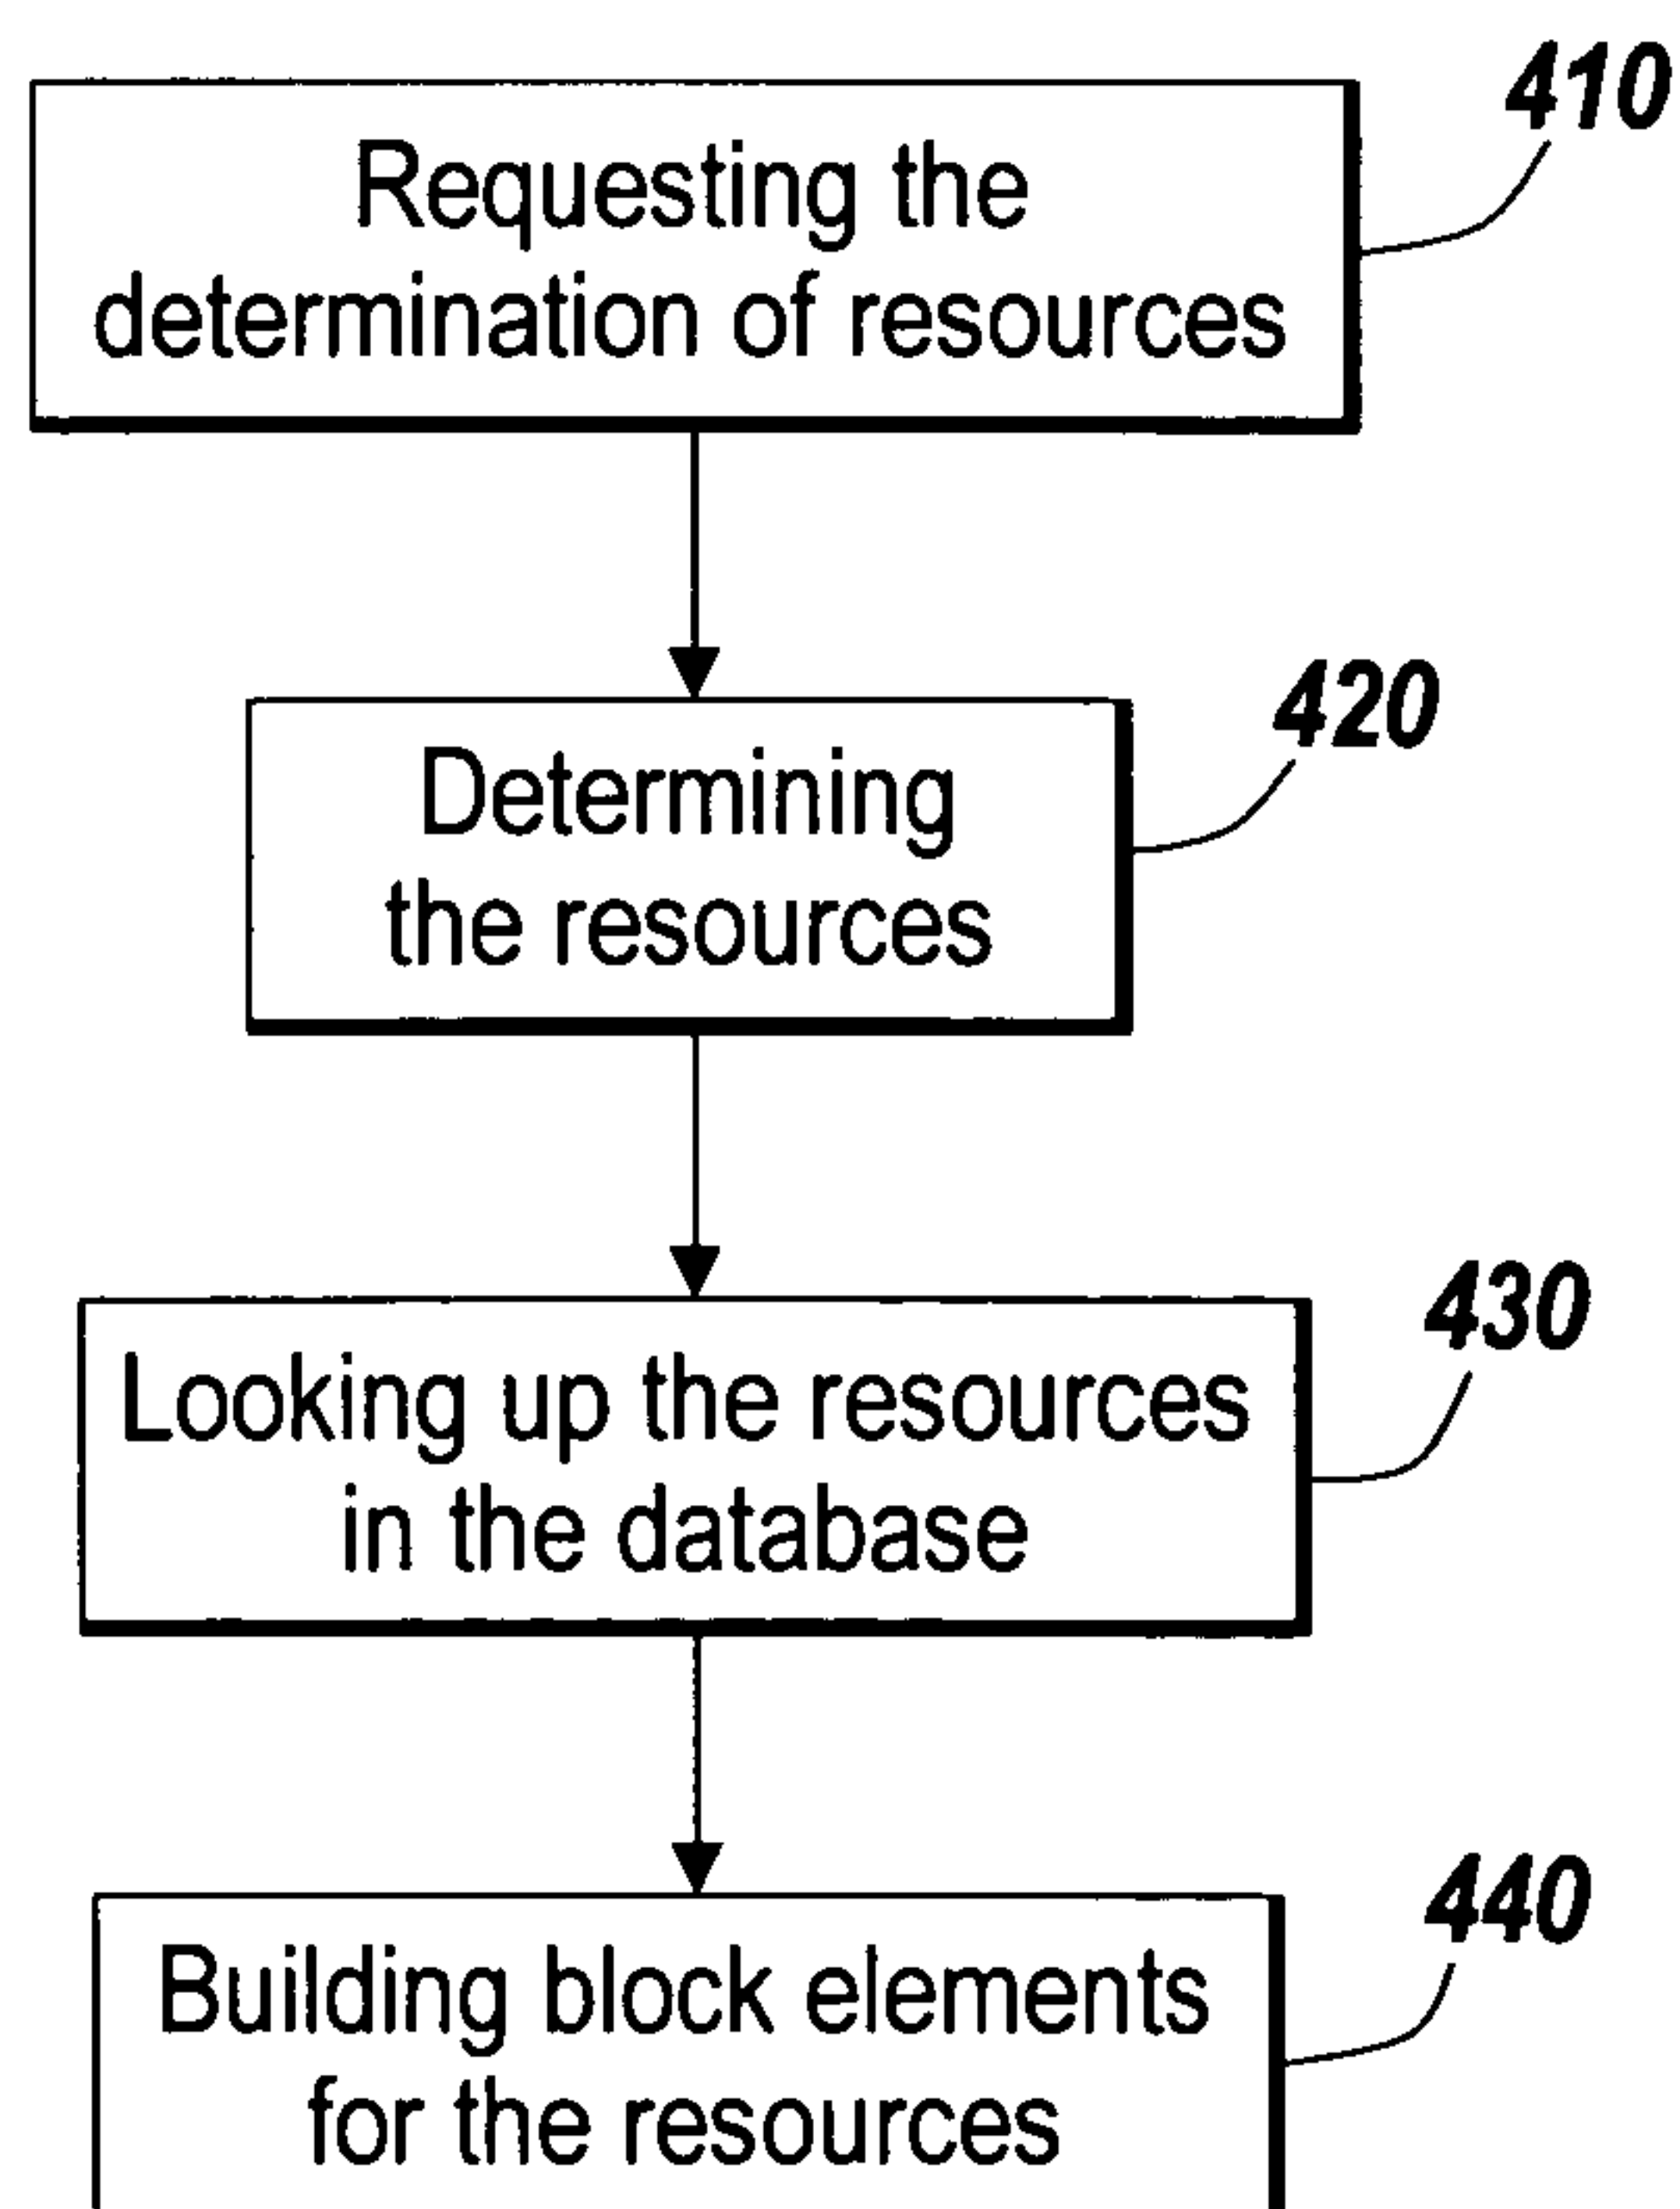 410
Requesting the
determination of resources
420
Determining
the resources
430
Looking up the resources
in the database
440
Building block elements
for the resources